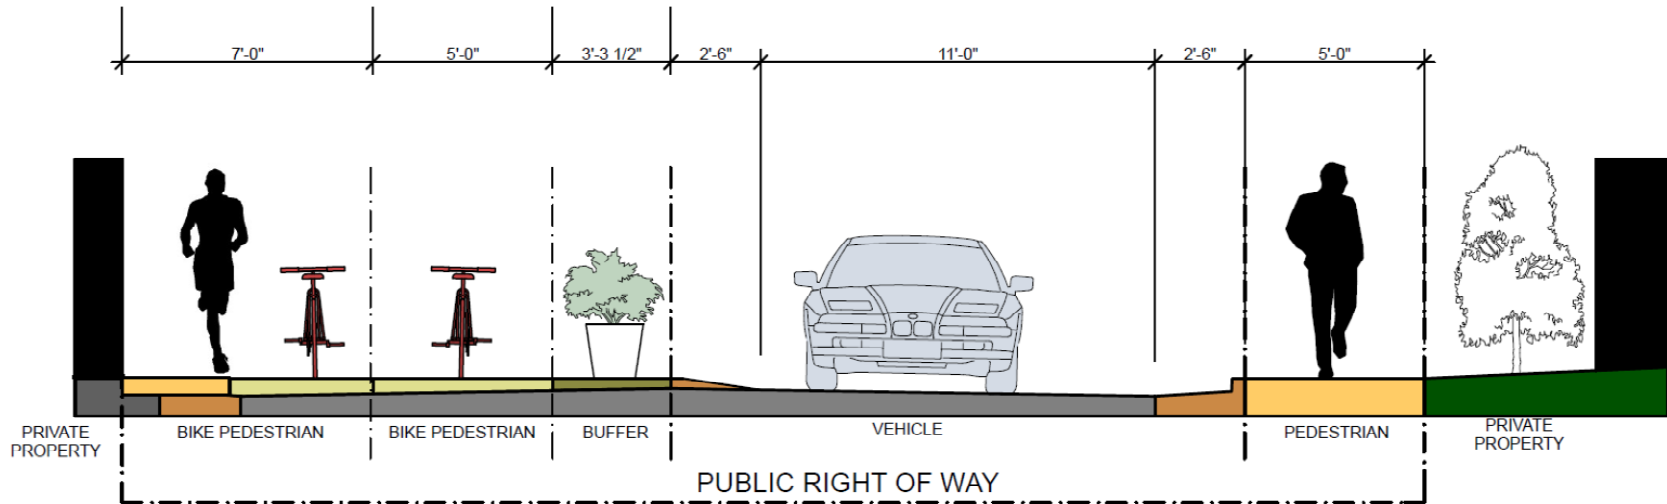 7'-0"
5'-0"
3'-3 1/2"
2'-6"
11'-0"
2'-6"
5'-0"
PRIVATE
PROPERTY
BIKE PEDESTRIAN
BIKE PEDESTRIAN
BUFFER
VEHICLE
PEDESTRIAN
PRIVATE
PROPERTY
PUBLIC RIGHT OF WAY